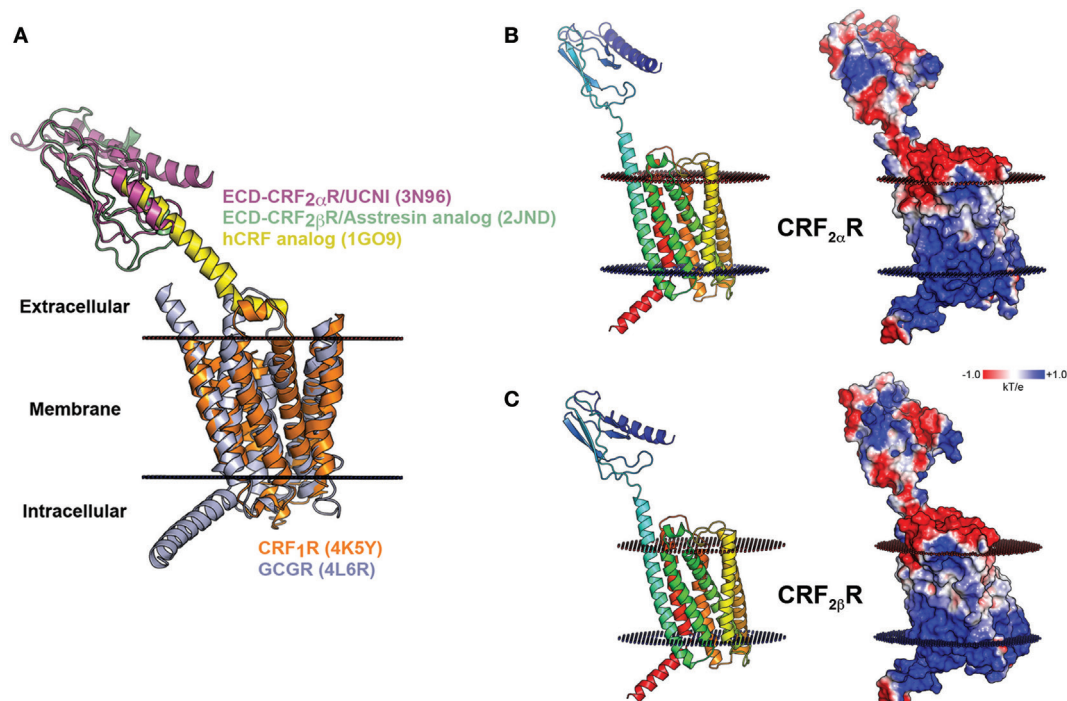 A
ECD-CRF2αR/UCNI (3N96)
ECD-CRF2βR/Asstresin analog (2JND)
hCRF analog (1GO9)
Extracellular
Membrane
Intracellular
CRF1R (4K5Y)
GCGR (4L6R)
B
CRF2αR
-1.0 +1.0
kT/e
C
CRF2βR